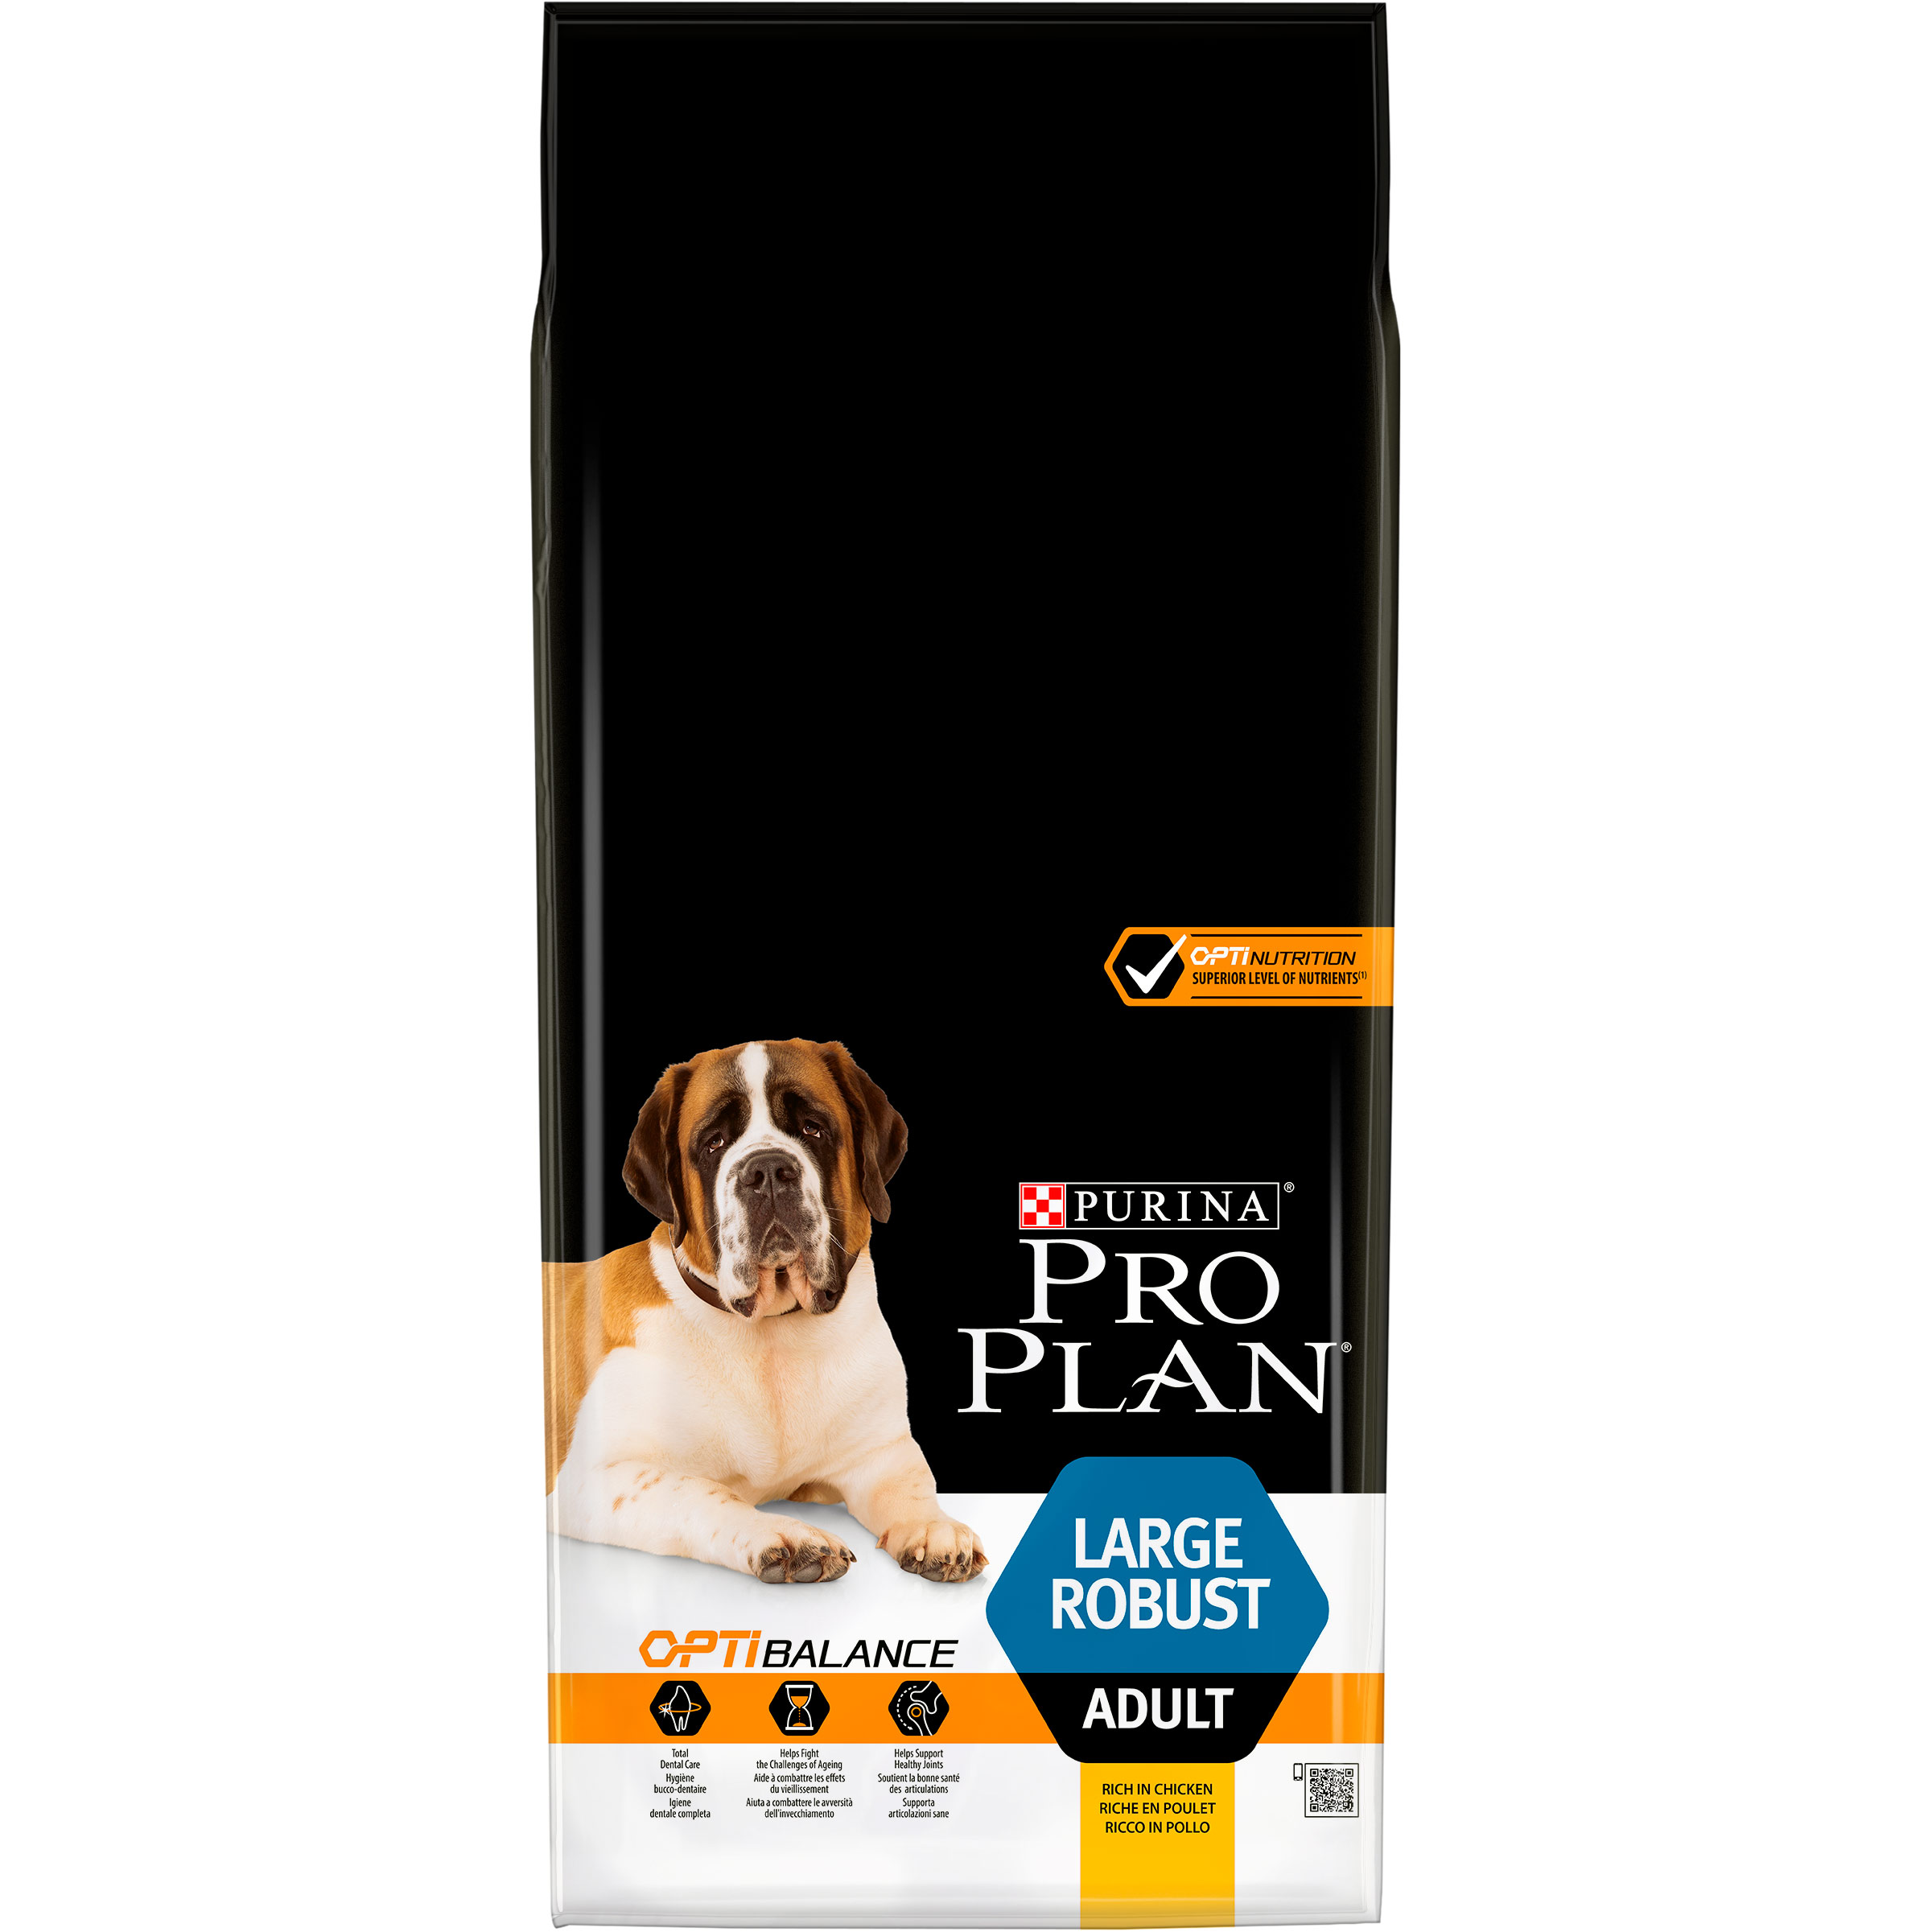 OPTINUTRITION
SUPERIOR LEVEL OF NUTRIENTS(1)
PURINA®
PRO
PLAN®
LARGE
ROBUST
ADULT
OPTIBALANCE
Total
Dental Care
Hygiène
bucco-dentaire
Igiene
dentale completa
Helps Fight
the Challenges of Ageing
Aide à combattre les effets
du vieillissement
Aiuta a combattere le avversità
dell'invecchiamento
Helps Support
Healthy Joints
Soutient la bonne santé
des articulations
Supporta
articolazioni sane
RICH IN CHICKEN
RICHE EN POULET
RICCO IN POLLO